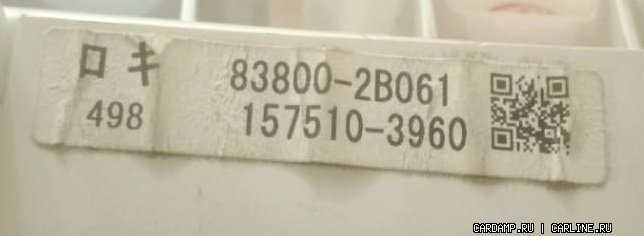 ロキ 83800-2B061
498 157510-3960
CARDAMP.RU | CARLINE.RU